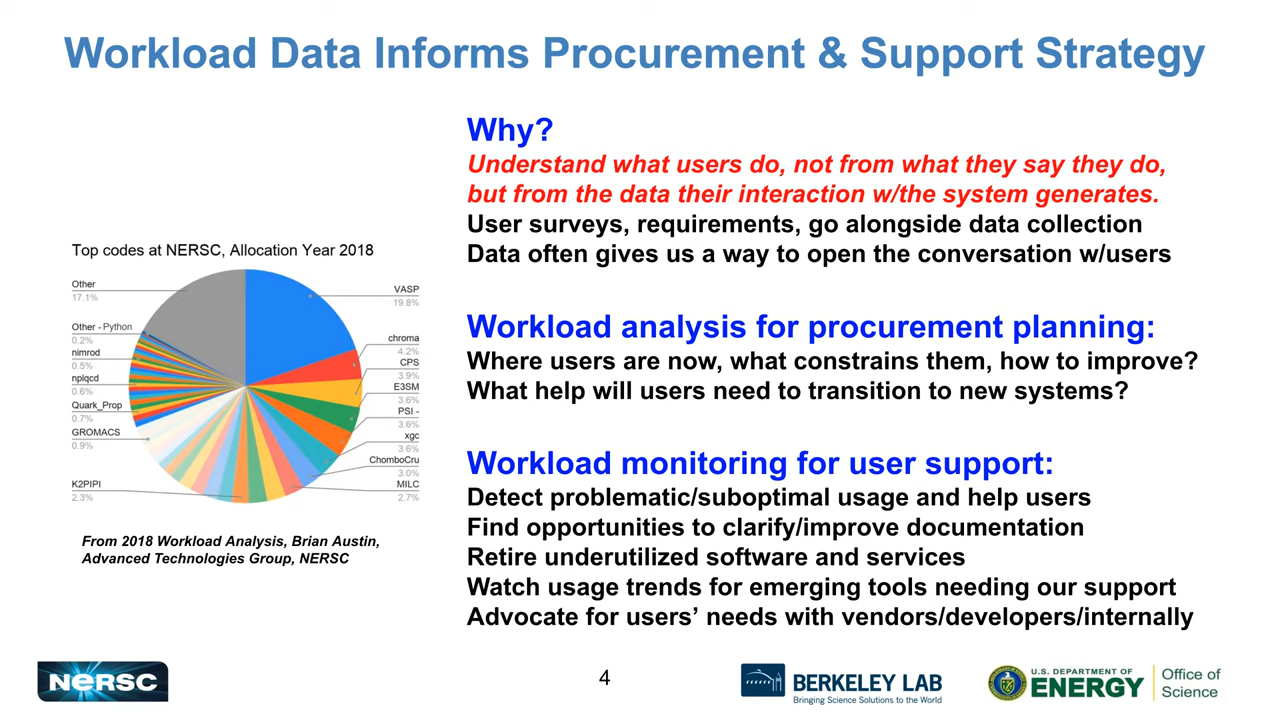 Workload Data Informs Procurement & Support Strategy
Why?
Understand what users do, not from what they say they do,
but from the data their interaction w/the system generates.
User surveys, requirements, go alongside data collection
Data often gives us a way to open the conversation w/users
Workload analysis for procurement planning:
Where users are now, what constrains them, how to improve?
What help will users need to transition to new systems?
Workload monitoring for user support:
Detect problematic/suboptimal usage and help users
Find opportunities to clarify/improve documentation
Retire underutilized software and services
Watch usage trends for emerging tools needing our support
Advocate for users’ needs with vendors/developers/internally
Top codes at NERSC, Allocation Year 2018
Other
17.1%
Other - Python
0.2%
nimrod
0.5%
nplqcd
0.6%
Quark_Prop
0.7%
GROMACS
0.9%
K2PIPI
2.3%
VASP
19.8%
chroma
4.2%
CPS
3.9%
E3SM
3.6%
PSI -
3.6%
xgc
3.6%
ChomboCru
3.0%
MILC
2.7%
From 2018 Workload Analysis, Brian Austin,
Advanced Technologies Group, NERSC
NERSC
4
BERKELEY LAB
Bringing Science Solutions to the World
U.S. DEPARTMENT OF
ENERGY
Office of
Science